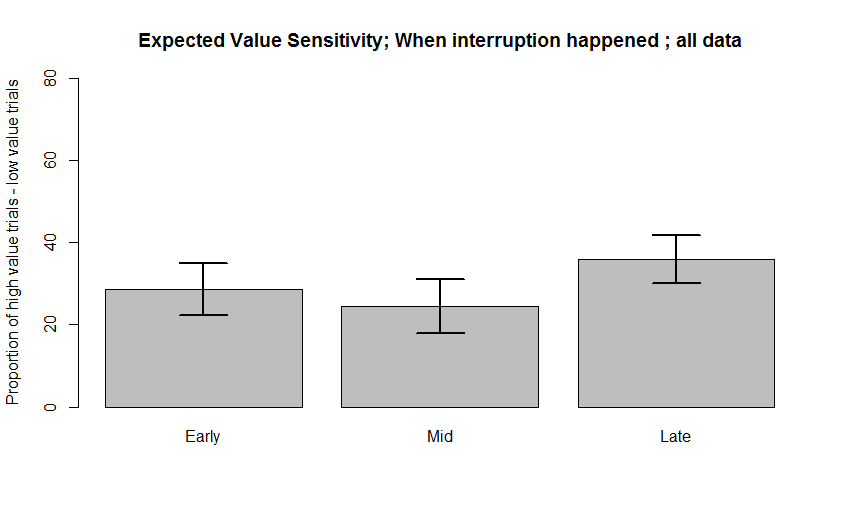 Expected Value Sensitivity; When interruption happened ; all data
Proportion of high value trials - low value trials
80
60
40
20
0
Early
Mid
Late